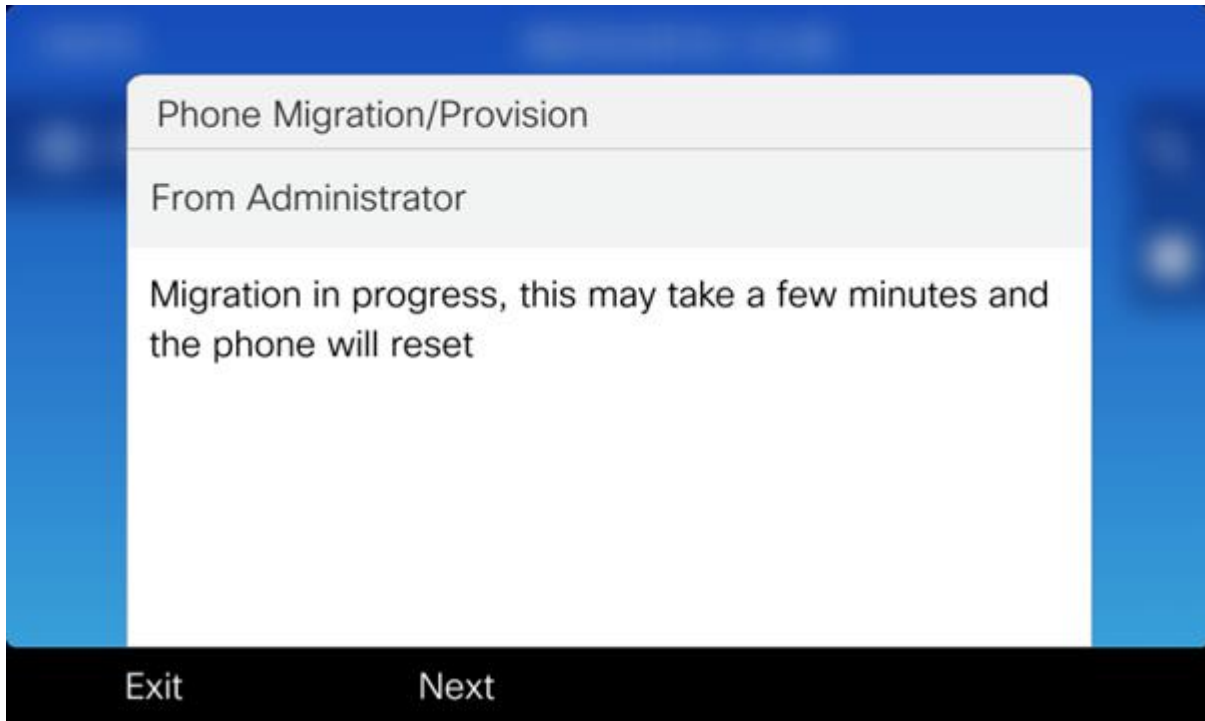 Phone Migration/Provision
From Administrator
Migration in progress, this may take a few minutes and
the phone will reset
Exit
Next